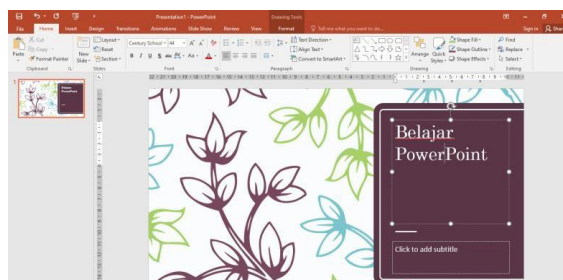 Presentation1 - PowerPoint
Drawing Tools
File Home Insert Design Transitions Animations Slide Show Review View Format Tell me what you want to do... Sign in Share
Paste
Cut
Copy
Format Painter
Clipboard
New Slide
Layout
Reset
Section
Slides
Century School 44
Font
Paragraph
Text Direction
Align Text
Convert to SmartArt
Arrange
Quick Styles
Shape Fill
Shape Outline
Shape Effects
Drawing
Find
Replace
Select
Editing
1
Belajar
PowerPoint
Belajar
PowerPoint
Click to add subtitle